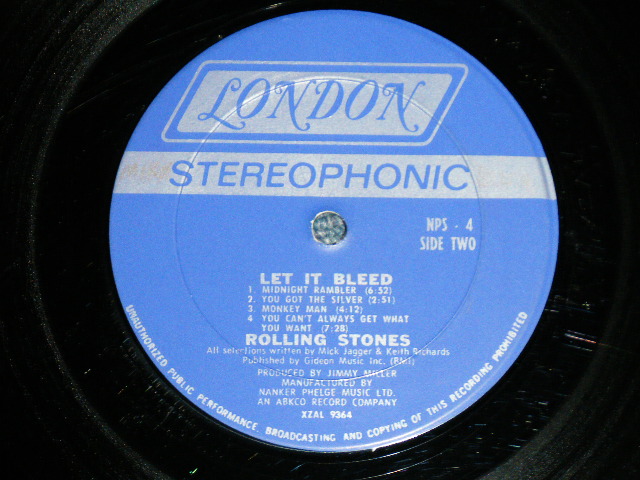 LONDON
STEREOPHONIC
NPS - 4
SIDE TWO
LET IT BLEED
1. MIDNIGHT RAMBLER (6:52)
2. YOU GOT THE SILVER (2:51)
3. MONKEY MAN (4:12)
4 YOU CAN'T ALWAYS GET WHAT
YOU WANT (7:28)
ROLLING STONES
All selections written by Mick Jagger & Keith Richards
Published by Gideon Music Inc. (BMI)
PRODUCED BY JIMMY MILLER
MANUFACTURED BY
NANKER PHELGE MUSIC LTD.
AN ABKCO RECORD COMPANY
XZAL 9364
UNAUTHORIZED PUBLIC PERFORMANCE, BROADCASTING AND COPYING OF THIS RECORDING PROHIBITED